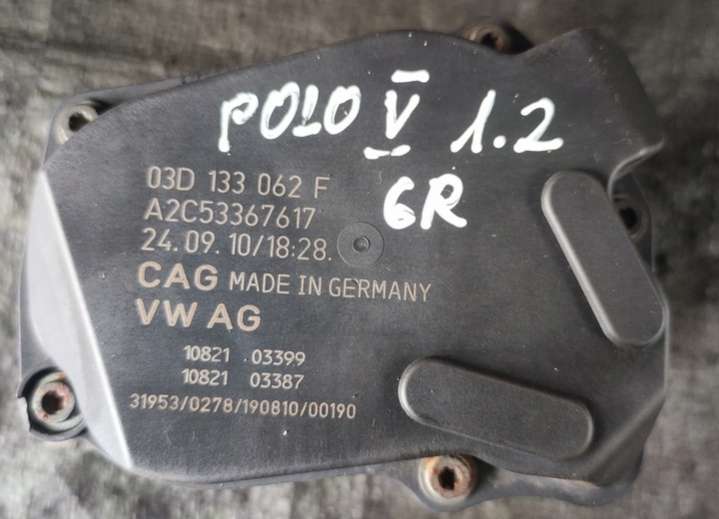 POLO V 1.2
6R
03D 133 062 F
A2C53367617
24.09.10/18:28.
CAG MADE IN GERMANY
VW AG
10821 03399
10821 03387
31953/0278/190810/00190